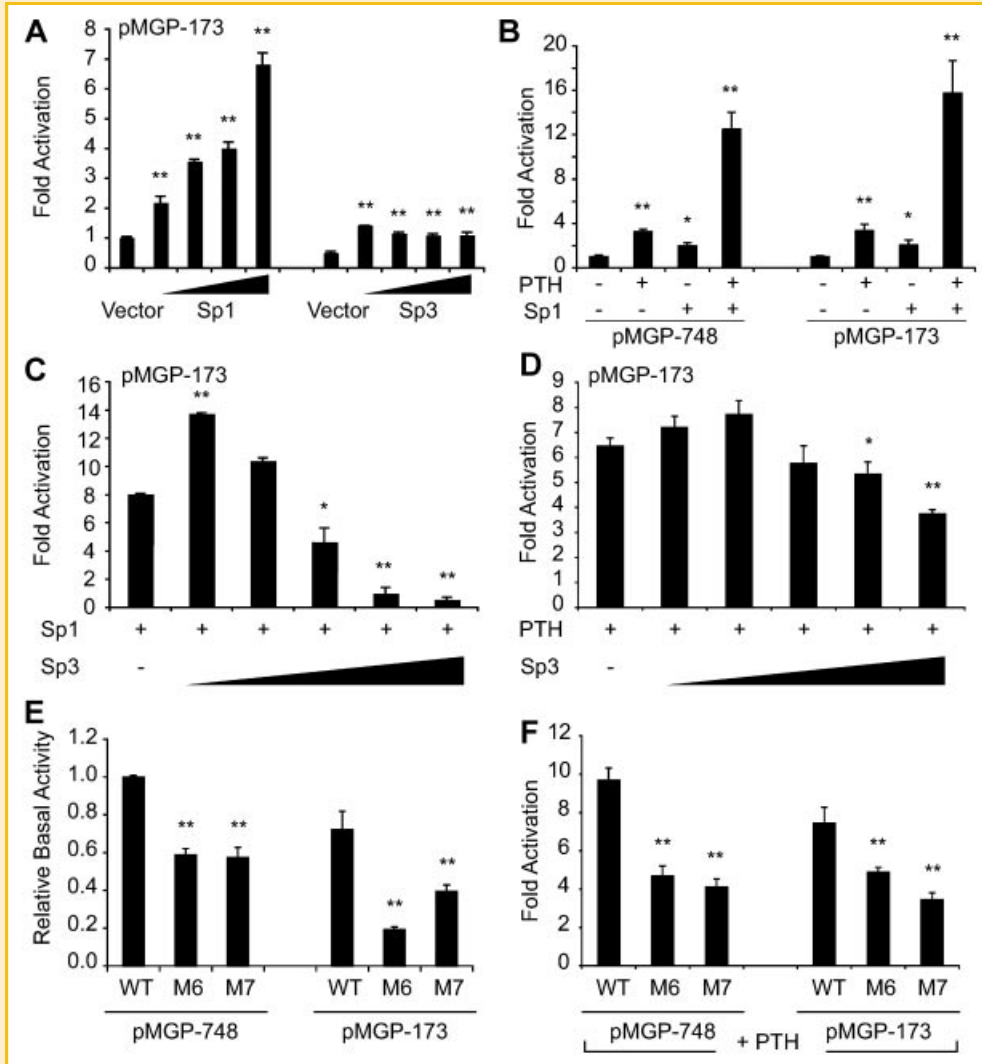 A
pMGP-173
Fold Activation
8
7
6
5
4
3
2
1
0
**
**
**
**
**
**
**
**
Vector
Sp1
Vector
Sp3
B
Fold Activation
20
16
12
8
4
0
**
*
**
**
*
**
PTH - + - + - + - +
Sp1 - - + + - - + +
pMGP-748
pMGP-173
C
pMGP-173
Fold Activation
16
14
12
10
8
6
4
2
0
**
*
**
**
Sp1 + + + + + +
Sp3 -
D
pMGP-173
Fold Activation
9
8
7
6
5
4
3
2
1
0
*
**
PTH + + + + + +
Sp3 -
E
Relative Basal Activity
1.2
1.0
0.8
0.6
0.4
0.2
0.0
**
**
**
**
WT M6 M7 WT M6 M7
pMGP-748
pMGP-173
F
Fold Activation
12
10
8
6
4
2
0
**
**
**
**
WT M6 M7 WT M6 M7
pMGP-748 + PTH pMGP-173